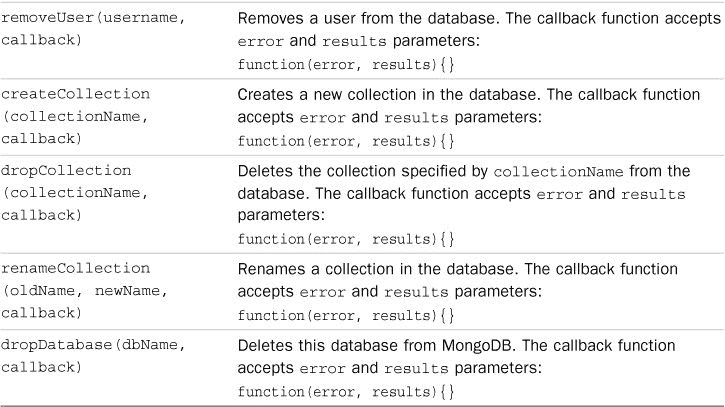 removeUser(username,
callback)
Removes a user from the database. The callback function accepts
error and results parameters:
function(error, results){}
createCollection
(collectionName,
callback)
Creates a new collection in the database. The callback function
accepts error and results parameters:
function(error, results){}
dropCollection
(collectionName,
callback)
Deletes the collection specified by collectionName from the
database. The callback function accepts error and results
parameters:
function(error, results){}
renameCollection
(oldName, newName,
callback)
Renames a collection in the database. The callback function
accepts error and results parameters:
function(error, results){}
dropDatabase(dbName,
callback)
Deletes this database from MongoDB. The callback function
accepts error and results parameters:
function(error, results){}